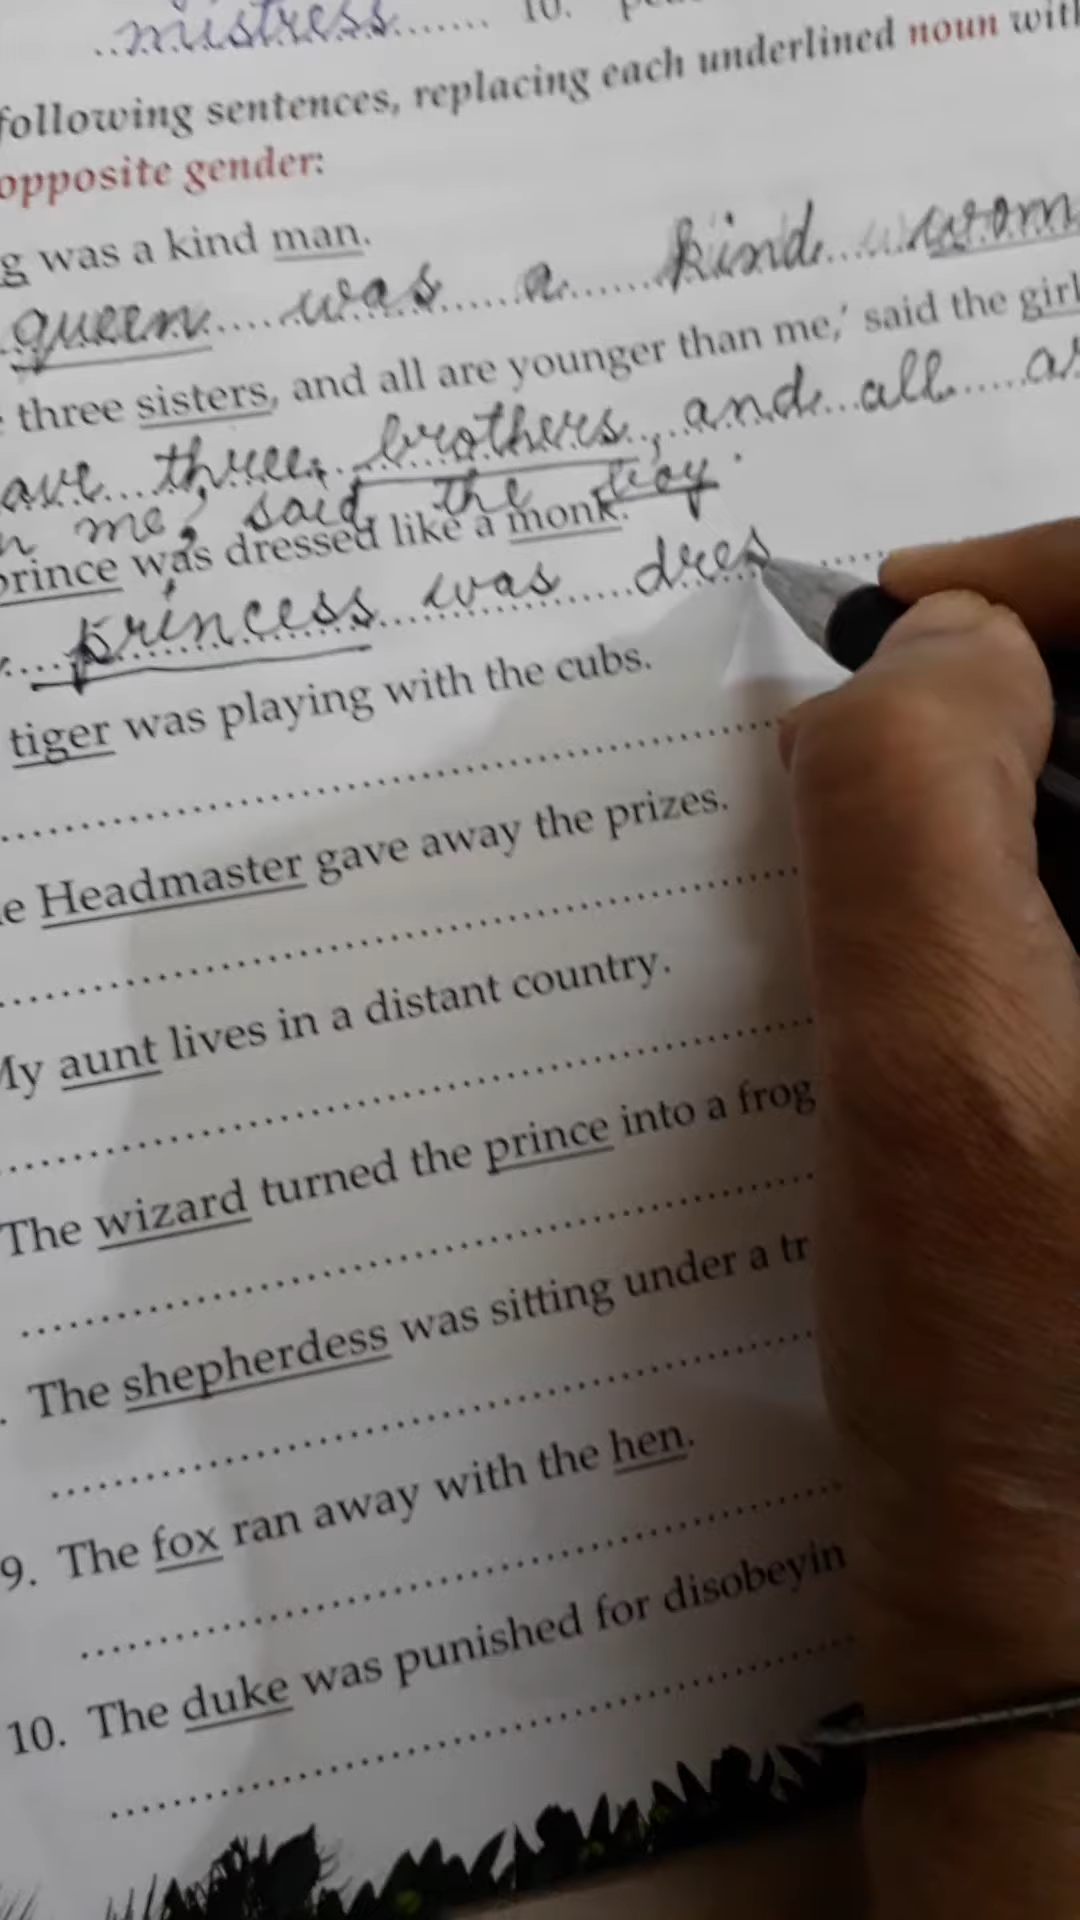 mistress 10.
following sentences, replacing each underlined noun with
opposite gender:
g was a kind man.
queen was a kind wom
three sisters, and all are younger than me,' said the girl
ave three, brothers, and all ar
n me,' said, the boy.
prince was dressed like a monk.
princess was dres
tiger was playing with the cubs.
e Headmaster gave away the prizes.
My aunt lives in a distant country.
The wizard turned the prince into a frog
. The shepherdess was sitting under a tr
9. The fox ran away with the hen.
10. The duke was punished for disobeyin